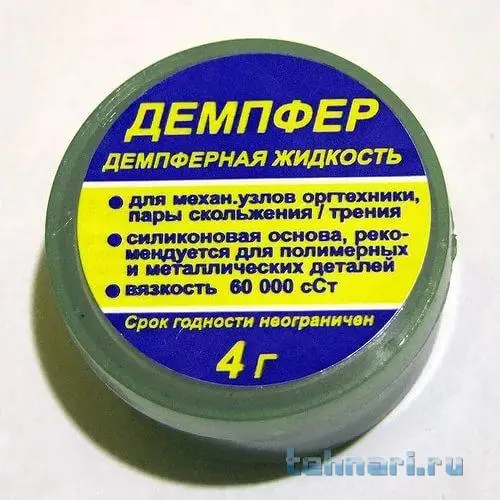 ДЕМПФЕР
ДЕМПФЕРНАЯ ЖИДКОСТЬ
• для механ.узлов оргтехники,
пары скольжения / трения
• силиконовая основа, реко-
мендуется для полимерных
и металлических деталей
• вязкость 60 000 сСт
Срок годности неограничен
4 г
tehnari.ru